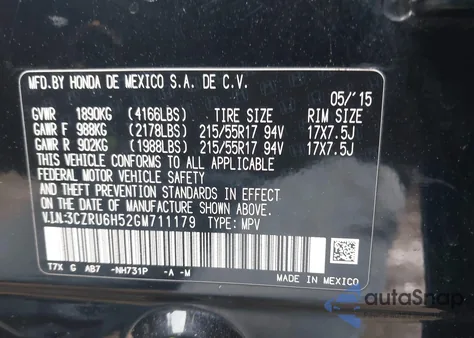 MFD.BY HONDA DE MEXICO S.A. DE C.V.
05/'15
GVWR 1890KG (4166LBS) TIRE SIZE RIM SIZE
GAWR F 988KG (2178LBS) 215/55R17 94V 17X7.5J
GAWR R 902KG (1988LBS) 215/55R17 94V 17X7.5J
THIS VEHICLE CONFORMS TO ALL APPLICABLE
FEDERAL MOTOR VEHICLE SAFETY
AND THEFT PREVENTION STANDARDS IN EFFECT
ON THE DATE OF MANUFACTURE SHOWN ABOVE.
V.I.N:3CZRU6H52GM711179 TYPE: MPV
T7X G AB7 -NH731P -A -M
MADE IN MEXICO
autaSnap